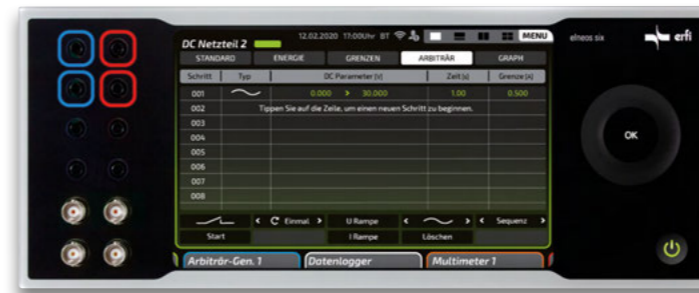 12.02.2020 17:00Uhr BT MENU
DC Netzteil 2
elneos six
erfi
STANDARD ENERGIE GRENZEN ARBITRÄR GRAPH
Schritt Typ DC Parameter [V] Zeit [s] Grenze [A]
001 0.000 > 30.000 1.00 0.500
002 Tippen Sie auf die Zeile, um einen neuen Schritt zu beginnen.
003
004
005
006
007
008
OK
< Einmal > U Rampe < > < Sequenz >
Start I Rampe Löschen
Arbiträr-Gen. 1 Datenlogger Multimeter 1